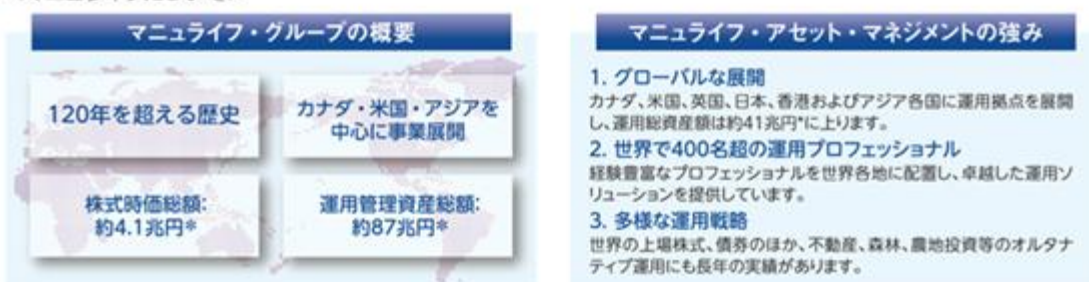 マニュライフ・グループの概要
120年を超える歴史
カナダ・米国・アジアを
中心に事業展開
株式時価総額:
約4.1兆円*
運用管理資産総額:
約87兆円*
マニュライフ・アセット・マネジメントの強み
1. グローバルな展開
カナダ、米国、英国、日本、香港およびアジア各国に運用拠点を展開
し、運用総資産額は約41兆円*に上ります。
2. 世界で400名超の運用プロフェッショナル
経験豊富なプロフェッショナルを世界各地に配置し、卓越した運用ソ
リューションを提供しています。
3. 多様な運用戦略
世界の上場株式、債券のほか、不動産、森林、農地投資等のオルタナ
ティブ運用にも長年の実績があります。